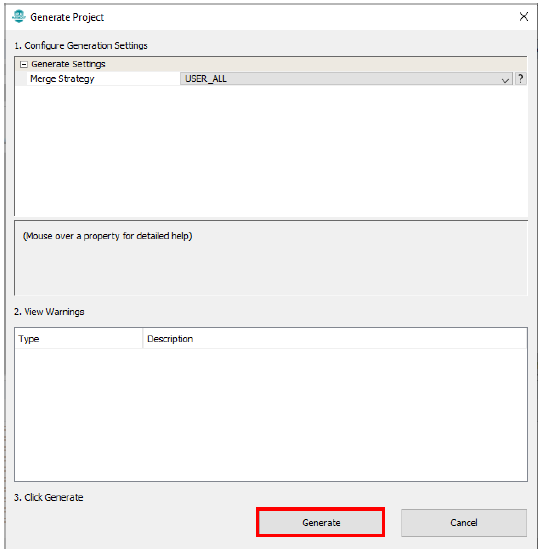 Generate Project
1. Configure Generation Settings
Generate Settings
Merge Strategy USER_ALL ?
(Mouse over a property for detailed help)
2. View Warnings
Type Description
3. Click Generate
Generate Cancel